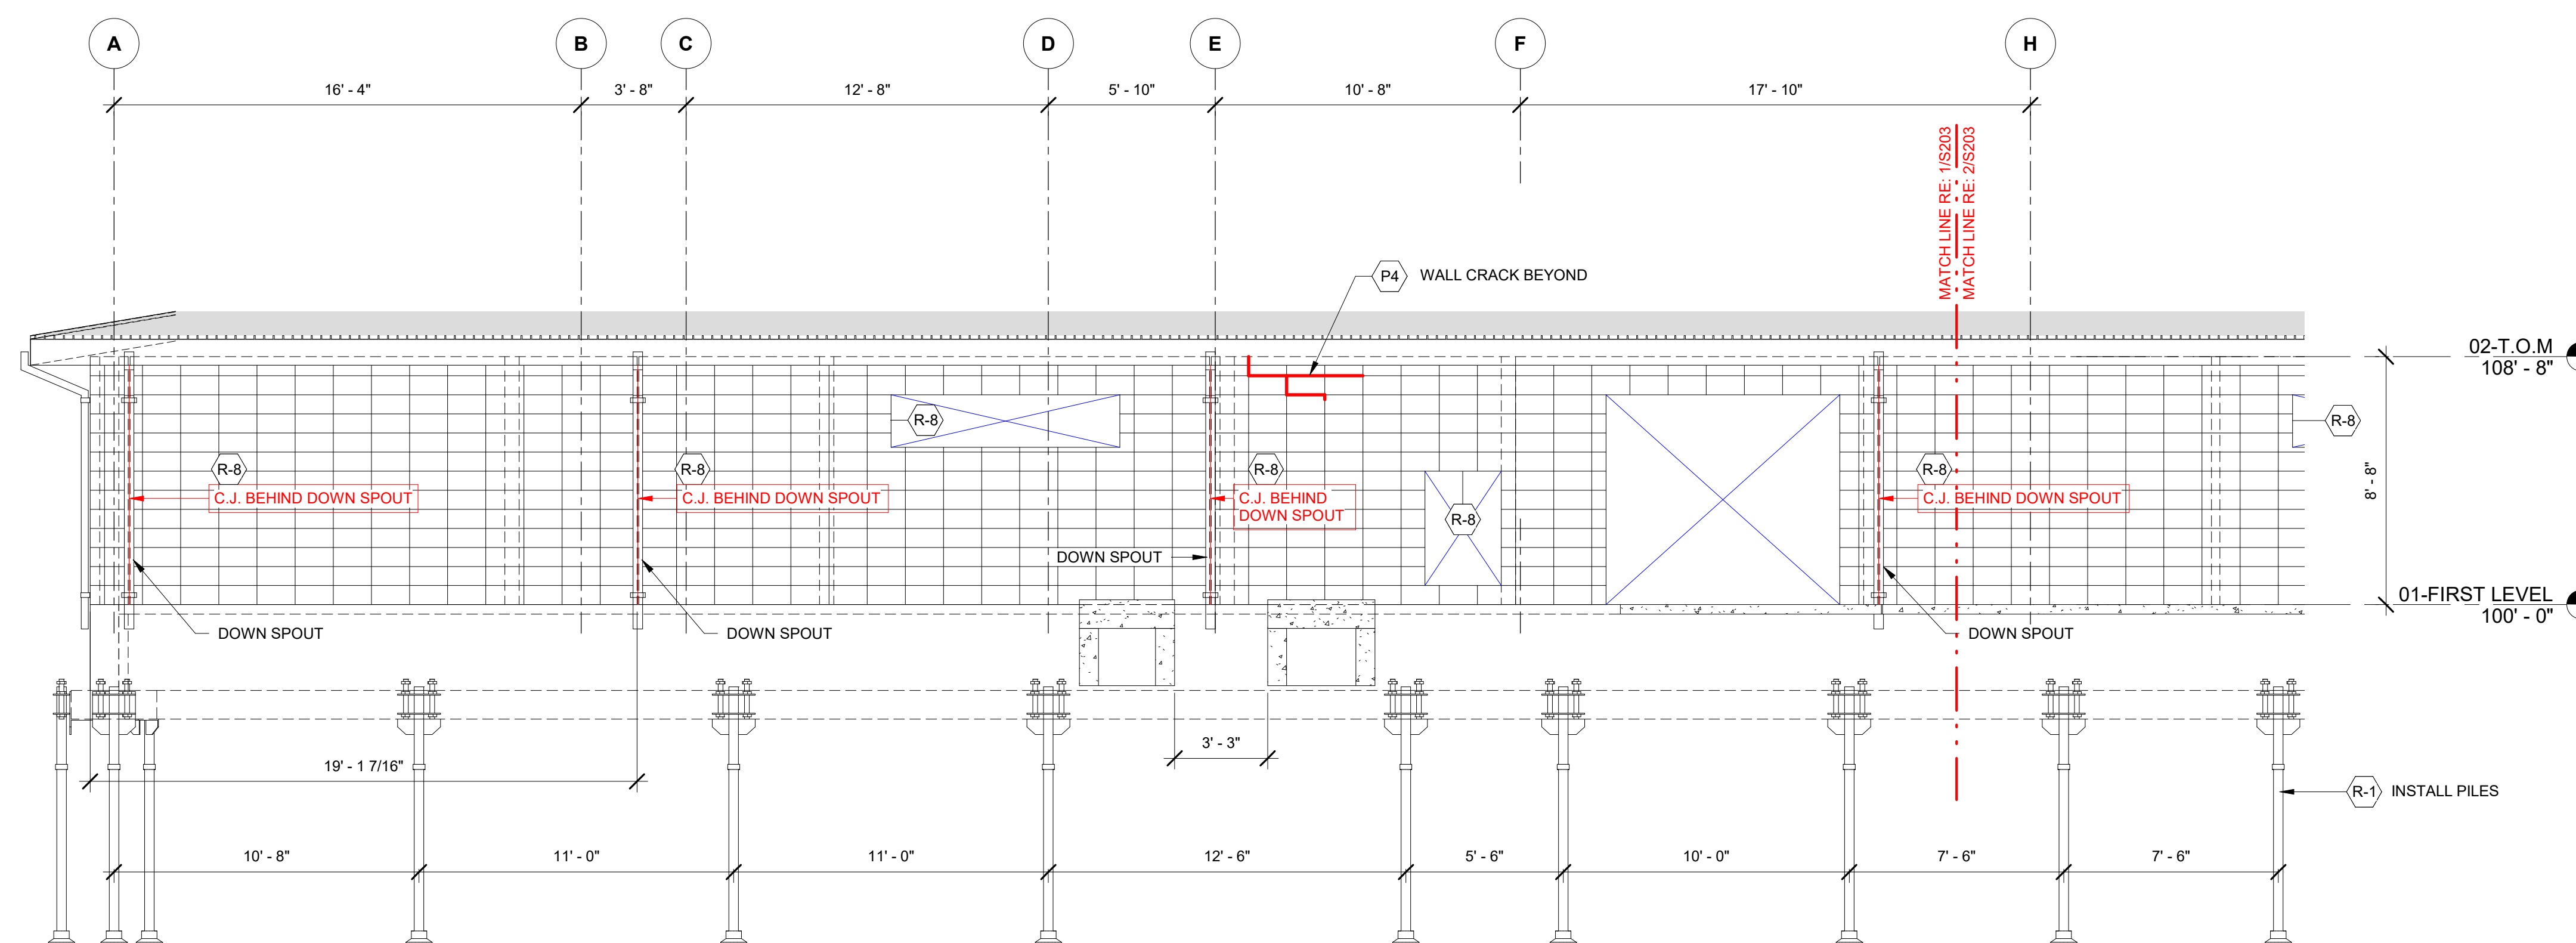 A
B
C
D
E
F
H
16' - 4"
3' - 8"
12' - 8"
5' - 10"
10' - 8"
17' - 10"
MATCH LINE RE: 1/S203
MATCH LINE RE: 2/S203
P4
WALL CRACK BEYOND
02-T.O.M
108' - 8"
R-8
R-8
R-8
R-8
R-8
R-8
C.J. BEHIND DOWN SPOUT
C.J. BEHIND DOWN SPOUT
C.J. BEHIND
DOWN SPOUT
C.J. BEHIND DOWN SPOUT
8' - 8"
R-8
DOWN SPOUT
01-FIRST LEVEL
100' - 0"
DOWN SPOUT
DOWN SPOUT
DOWN SPOUT
3' - 3"
19' - 1 7/16"
R-1
INSTALL PILES
10' - 8"
11' - 0"
11' - 0"
12' - 6"
5' - 6"
10' - 0"
7' - 6"
7' - 6"